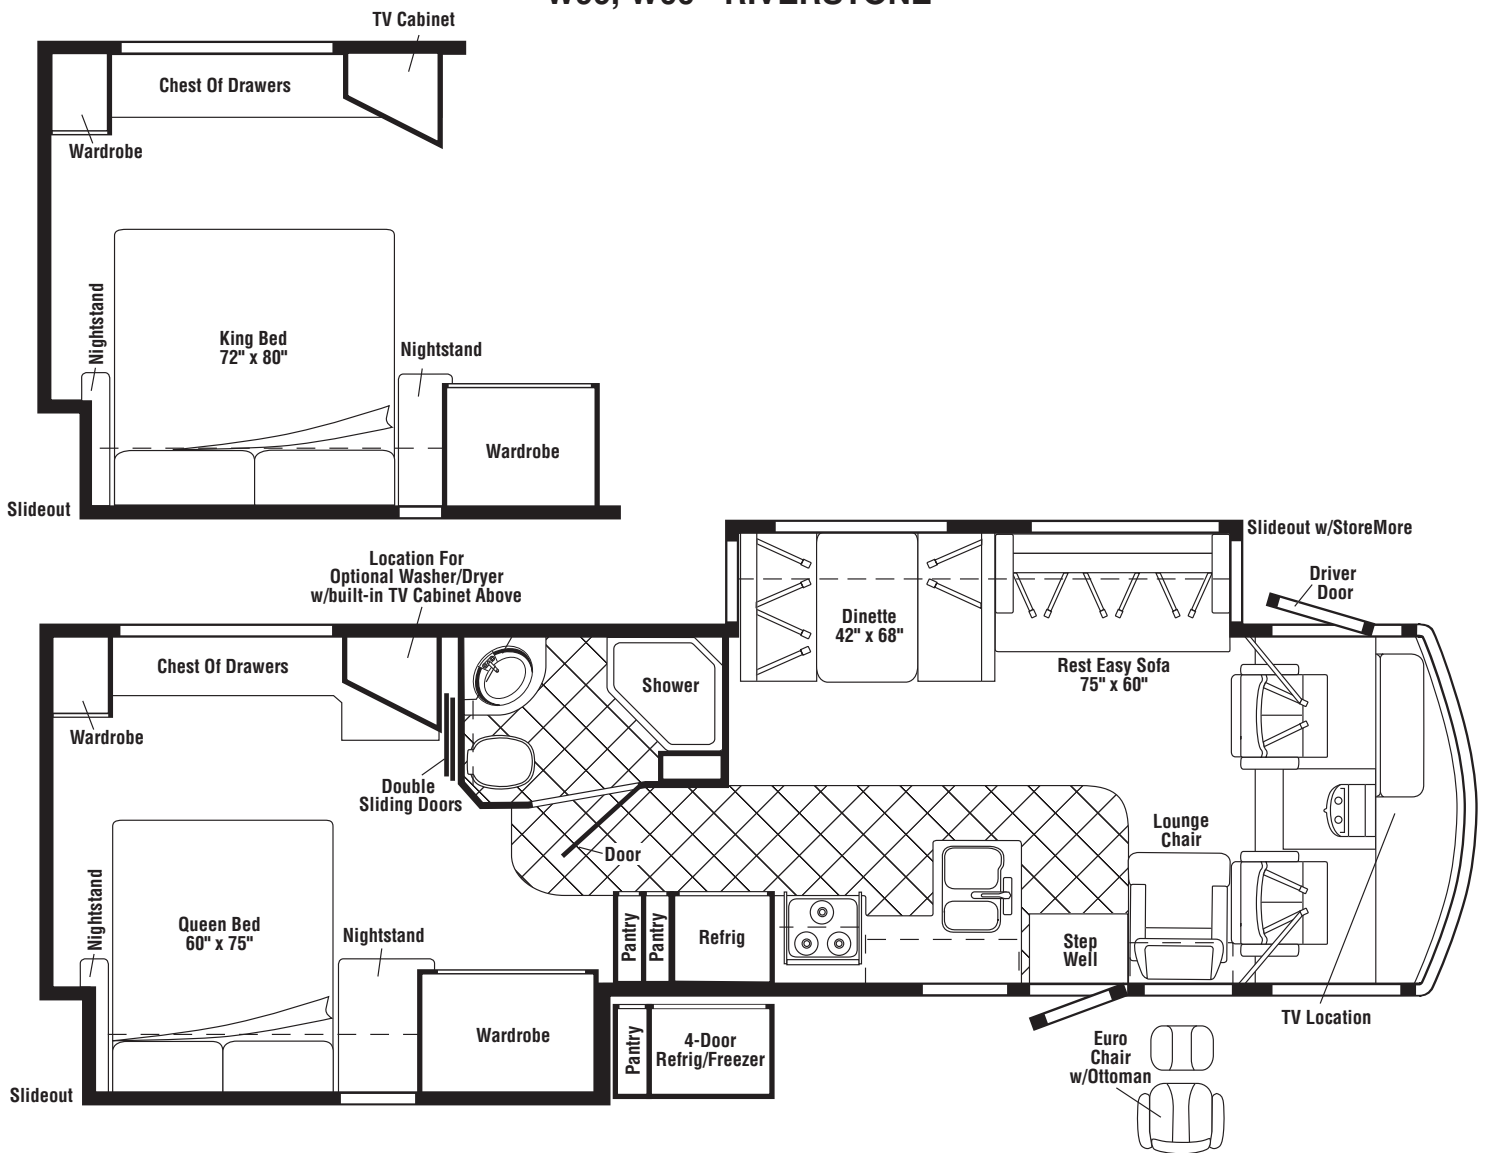 RIVERSTONE
TV Cabinet
Chest Of Drawers
Wardrobe
Nightstand
King Bed
72" x 80"
Nightstand
Wardrobe
Slideout
Location For
Optional Washer/Dryer
w/built-in TV Cabinet Above
Slideout w/StoreMore
Driver
Door
Dinette
42" x 68"
Rest Easy Sofa
75" x 60"
Chest Of Drawers
Shower
Wardrobe
Double
Sliding Doors
Lounge
Chair
Door
Nightstand
Queen Bed
60" x 75"
Nightstand
Pantry
Pantry
Refrig
Step
Well
TV Location
Wardrobe
Pantry
4-Door
Refrig/Freezer
Euro
Chair
w/Ottoman
Slideout